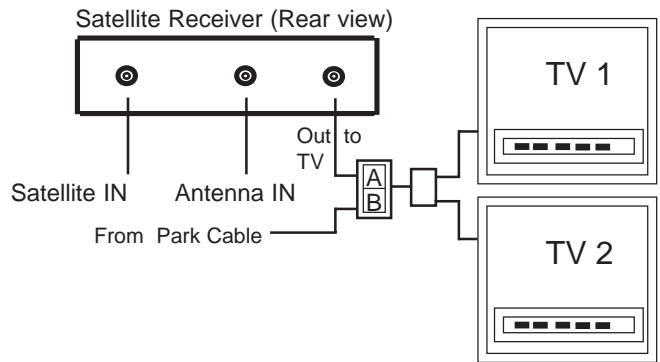 Satellite Receiver (Rear view)
TV 1
Out to
TV
Satellite IN
Antenna IN
A
B
From Park Cable
TV 2